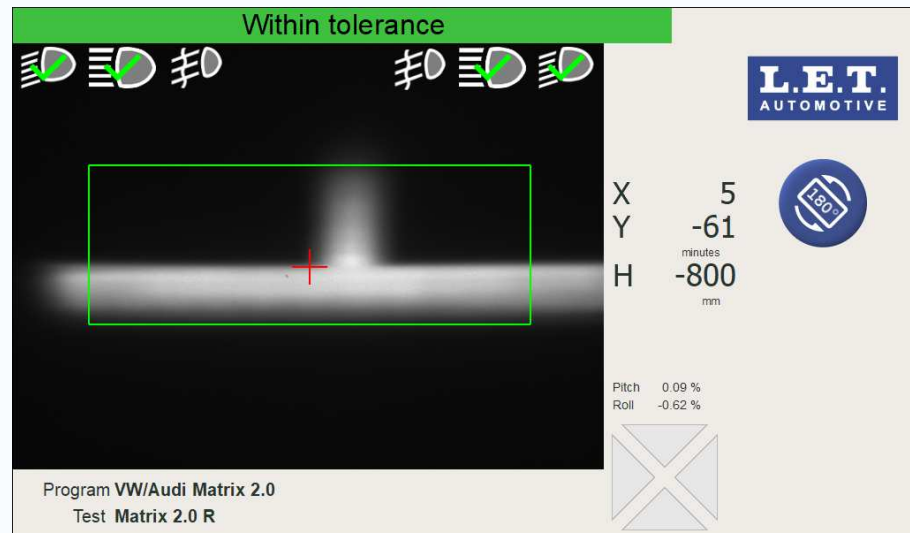 Within tolerance
L.E.T.
AUTOMOTIVE
180°
X 5
Y -61
minutes
H -800
mm
Pitch 0.09 %
Roll -0.62 %
Program VW/Audi Matrix 2.0
Test Matrix 2.0 R